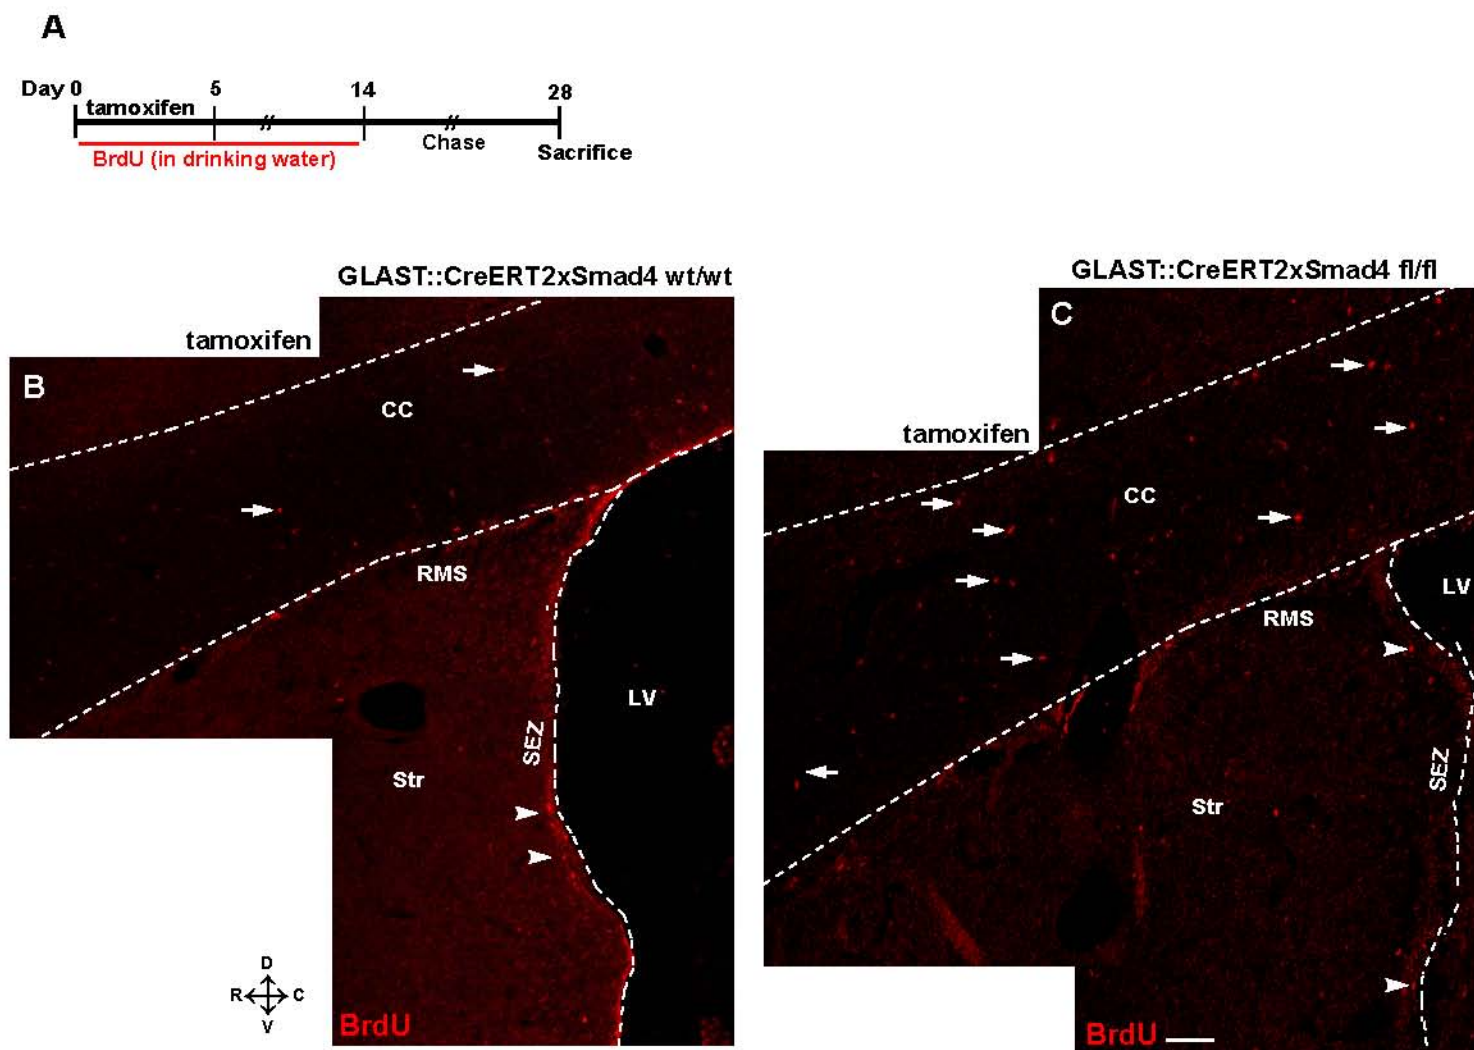 A
Day 0 5 14 28
tamoxifen
Chase
BrdU (in drinking water)
Sacrifice
GLAST::CreERT2xSmad4 wt/wt
tamoxifen
B
CC
RMS
LV
SEZ
Str
D
R C
V
BrdU
GLAST::CreERT2xSmad4 fl/fl
C
tamoxifen
CC
LV
RMS
SEZ
Str
BrdU